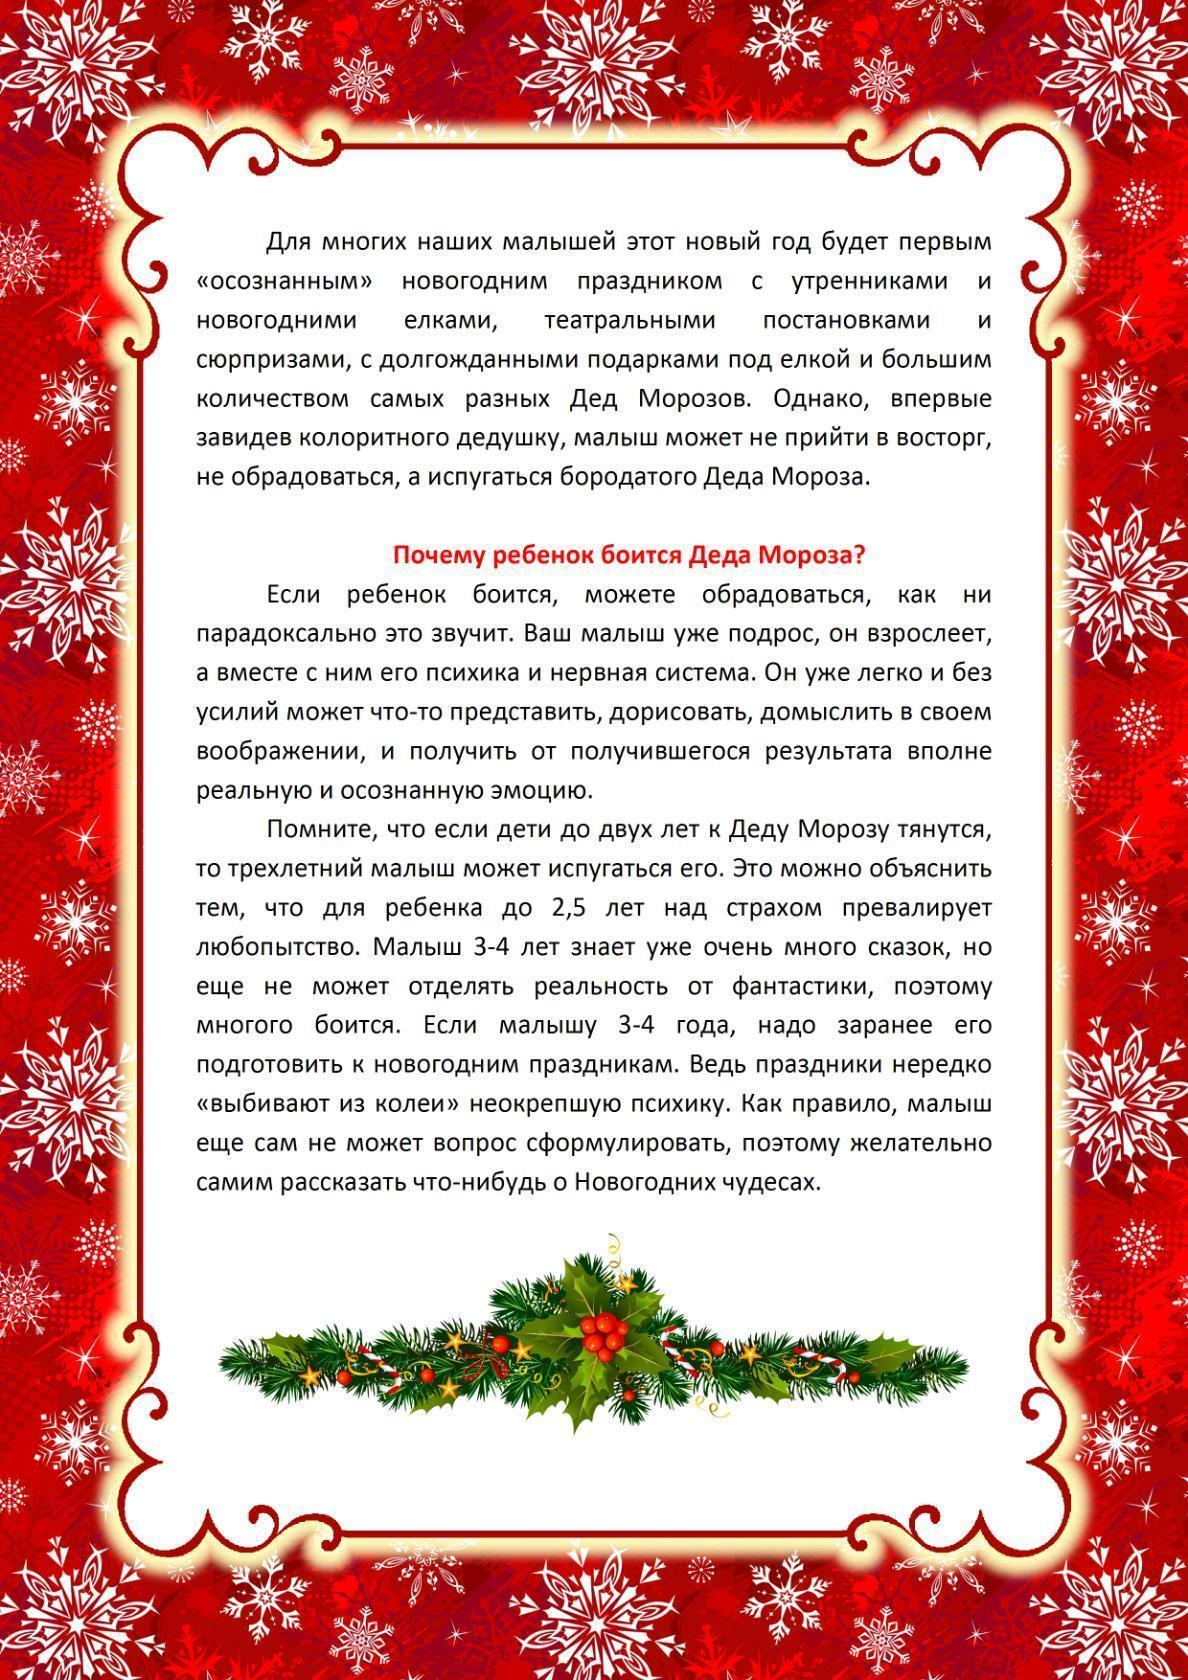 Для многих наших малышей этот новый год будет первым
«осознанным» новогодним праздником с утренниками и
новогодними елками, театральными постановками и
сюрпризами, с долгожданными подарками под елкой и большим
количеством самых разных Дед Морозов. Однако, впервые
завидев колоритного дедушку, малыш может не прийти в восторг,
не обрадоваться, а испугаться бородатого Деда Мороза.
Почему ребенок боится Деда Мороза?
Если ребенок боится, можете обрадоваться, как ни
парадоксально это звучит. Ваш малыш уже подрос, он взрослеет,
а вместе с ним его психика и нервная система. Он уже легко и без
усилий может что-то представить, дорисовать, домыслить в своем
воображении, и получить от получившегося результата вполне
реальную и осознанную эмоцию.
Помните, что если дети до двух лет к Деду Морозу тянутся,
то трехлетний малыш может испугаться его. Это можно объяснить
тем, что для ребенка до 2,5 лет над страхом превалирует
любопытство. Малыш 3-4 лет знает уже очень много сказок, но
еще не может отделять реальность от фантастики, поэтому
многого боится. Если малышу 3-4 года, надо заранее его
подготовить к новогодним праздникам. Ведь праздники нередко
«выбивают из колеи» неокрепшую психику. Как правило, малыш
еще сам не может вопрос сформулировать, поэтому желательно
самим рассказать что-нибудь о Новогодних чудесах.